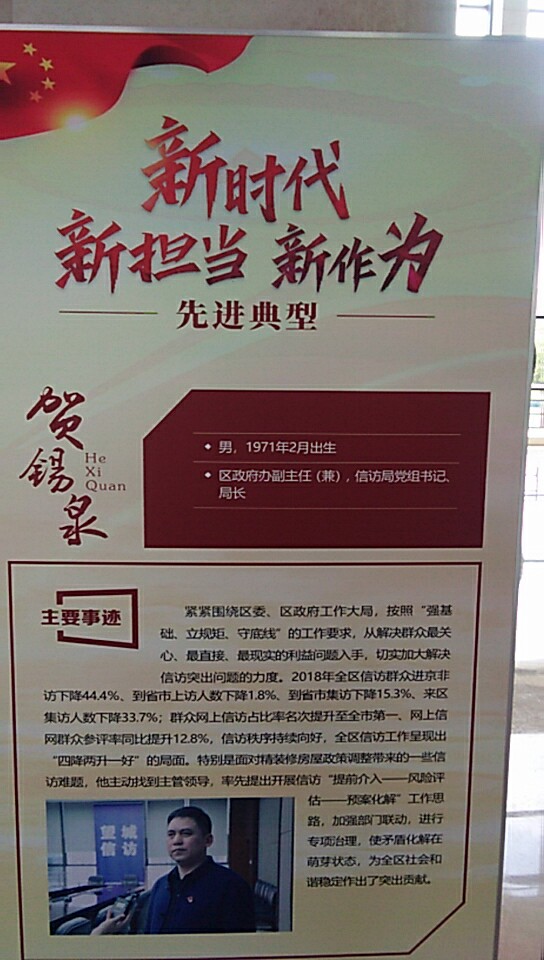 新时代
新担当 新作为
先进典型
贺锡泉
He
Xi
Quan
男，1971年2月出生
区政府办副主任（兼），信访局党组书记、
局长
主要事迹
紧紧围绕区委、区政府工作大局，按照“强基
础、立规矩、守底线”的工作要求，从解决群众最关
心、最直接、最现实的利益问题入手，切实加大解决
信访突出问题的力度。2018年全区信访群众进京非
访下降44.4%、到省市上访人数下降1.8%、到省市集访下降15.3%、来区
集访人数下降33.7%；群众网上信访占比率名次提升至全市第一、网上信
网群众参评率同比提升12.8%，信访秩序持续向好，全区信访工作呈现出
“四降两升一好”的局面。特别是面对精装修房屋政策调整带来的一些信
访难题，他主动找到主管领导，率先提出开展信访“提前介入——风险评
估——预案化解”工作思
路，加强部门联动，进行
专项治理，使矛盾化解在
萌芽状态，为全区社会和
谐稳定作出了突出贡献。
望 城
信 访